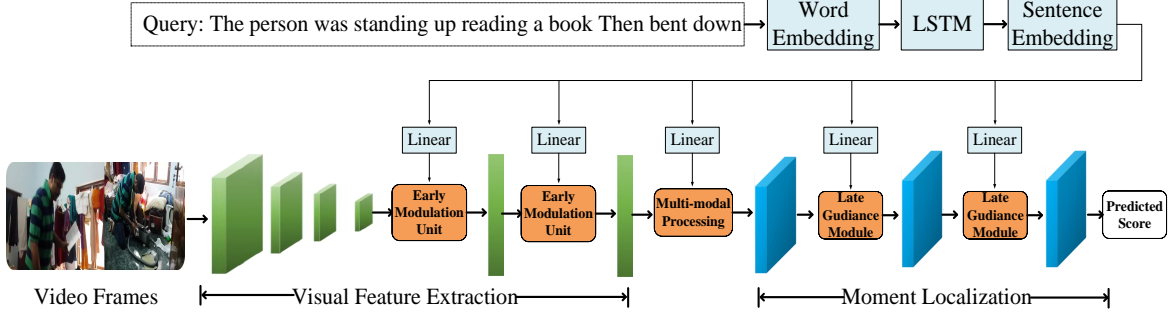 Query: The person was standing up reading a book Then bent down
Word
Embedding
LSTM
Sentence
Embedding
Linear
Linear
Linear
Linear
Linear
Early
Modulation
Unit
Early
Modulation
Unit
Multi-modal
Processing
Late
Gudiance
Module
Late
Gudiance
Module
Predicted
Score
Video Frames
Visual Feature Extraction
Moment Localization